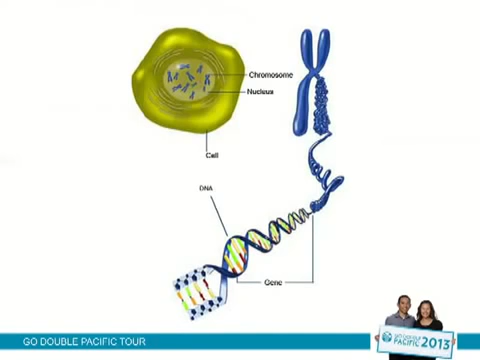 Chromosome
Nucleus
Cell
DNA
Gene
GO DOUBLE PACIFIC TOUR
PACIFIC 2013